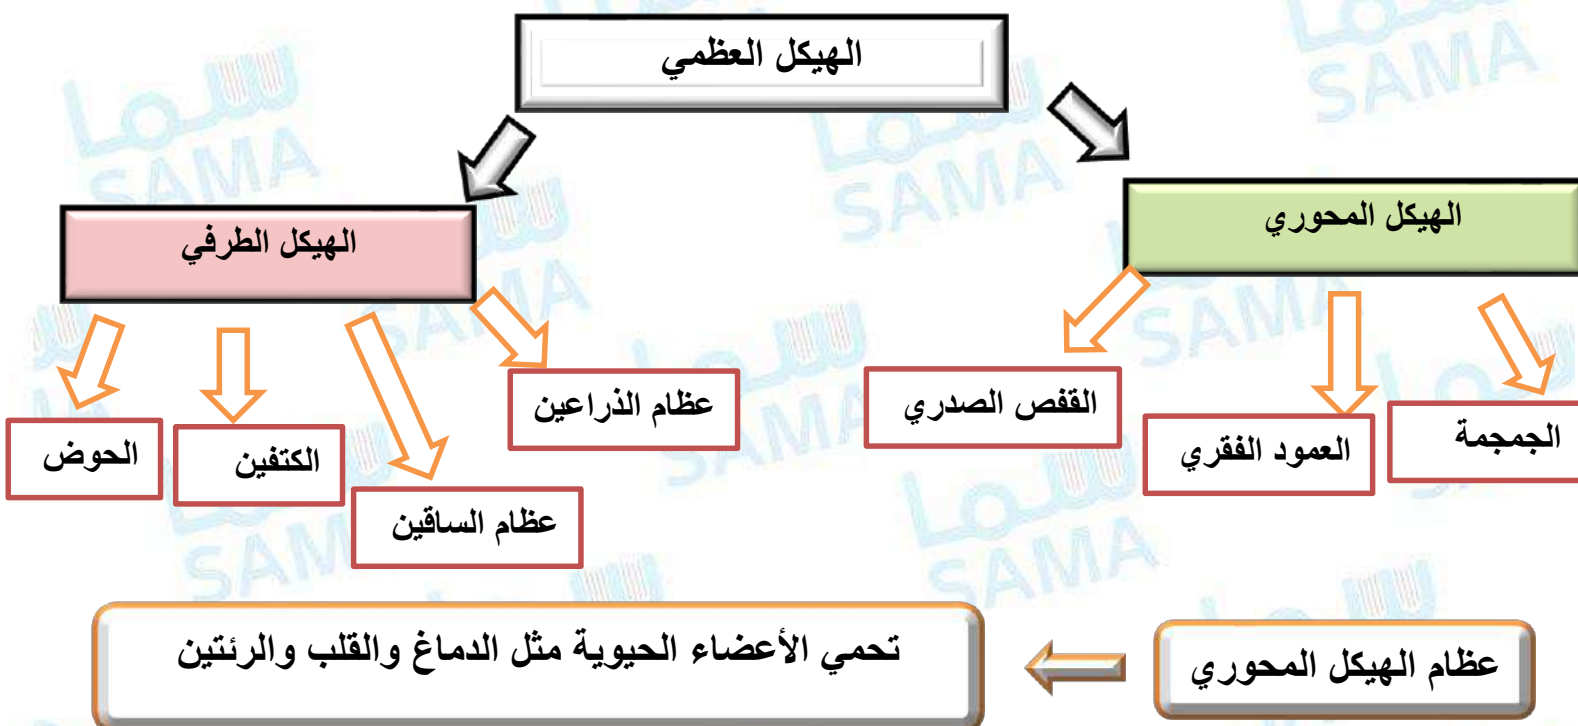 الهيكل العظمي
الهيكل المحوري
الهيكل الطرفي
الجمجمة
العمود الفقري
القفص الصدري
عظام الذراعين
عظام الساقين
الكتفين
الحوض
عظام الهيكل المحوري
تحمي الأعضاء الحيوية مثل الدماغ والقلب والرئتين
سما
SAMA